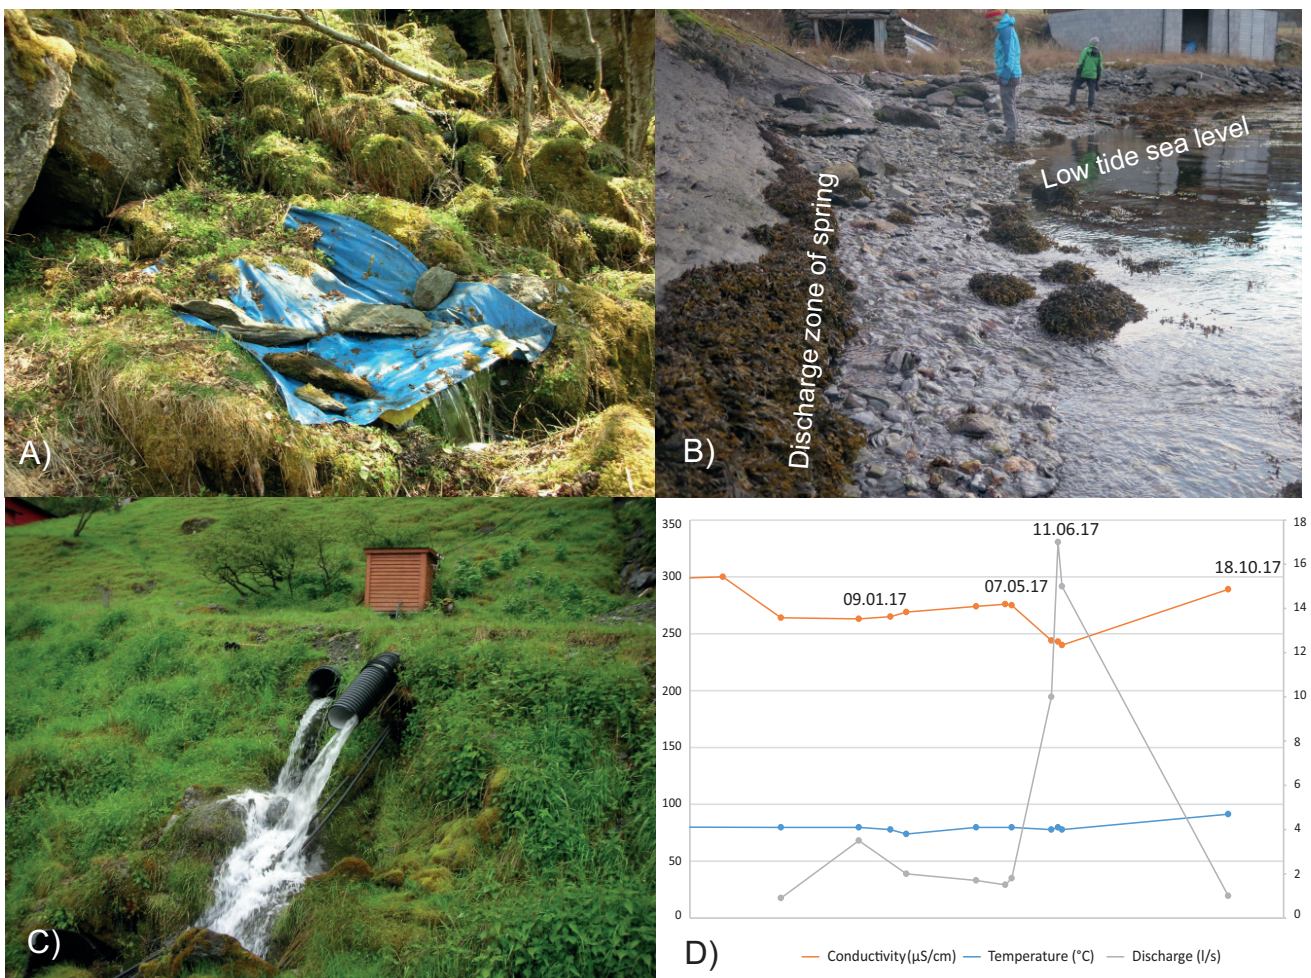 A)
B)
Low tide sea level
Discharge zone of spring
C)
D)
350
300
250
200
150
100
50
0
18
16
14
12
10
8
6
4
2
0
09.01.17
07.05.17
11.06.17
18.10.17
Conductivity(µS/cm)
Temperature (°C)
Discharge (l/s)